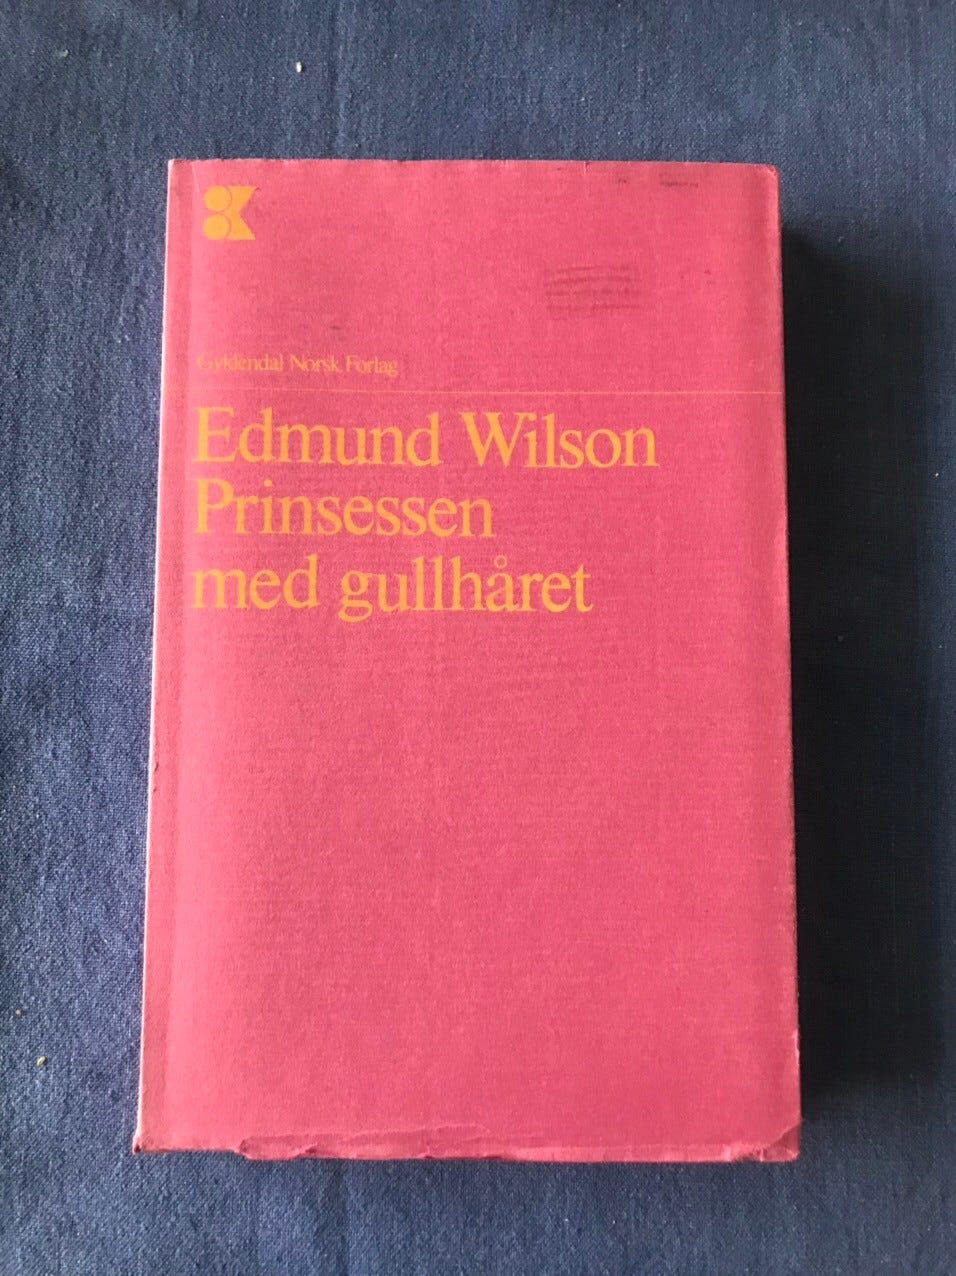 Gyldendal Norsk Forlag
Edmund Wilson
Prinsessen
med gullhåret